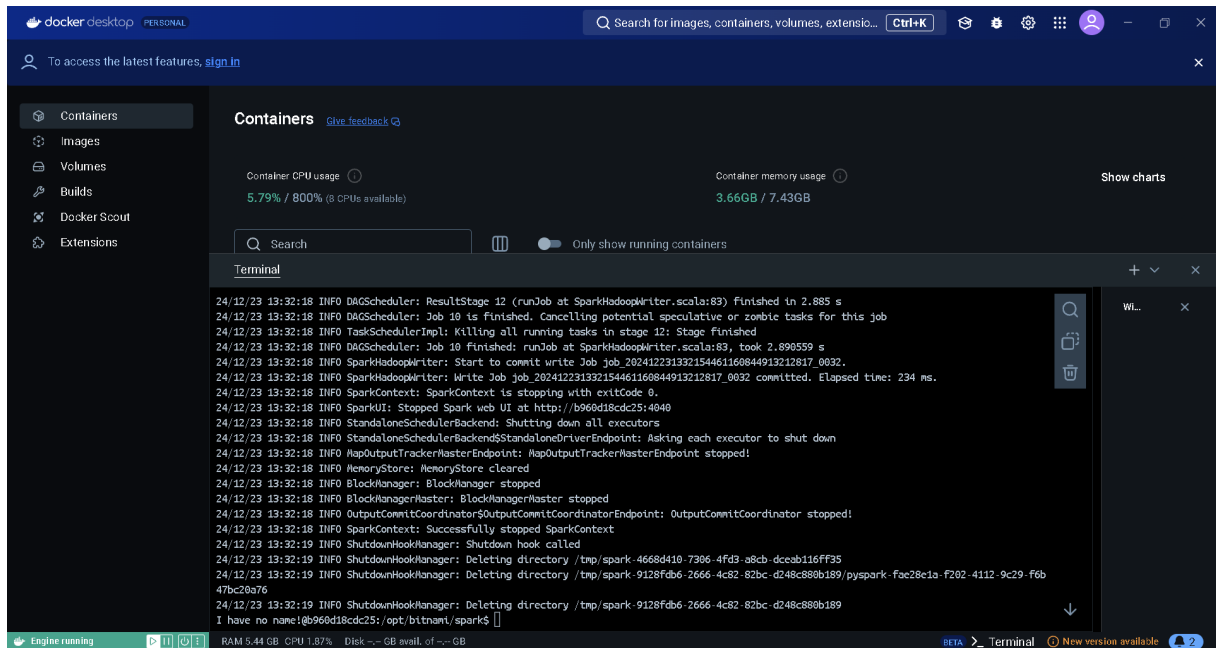 docker desktop PERSONAL
Search for images, containers, volumes, extensio... Ctrl+K
To access the latest features, sign in
Containers
Images
Volumes
Builds
Docker Scout
Extensions
Containers Give feedback
Container CPU usage
5.79% / 800% (8 CPUs available)
Container memory usage
3.66GB / 7.43GB
Show charts
Search
Only show running containers
Terminal
24/12/23 13:32:18 INFO DAGScheduler: ResultStage 12 (runJob at SparkHadoopWriter.scala:83) finished in 2.885 s
24/12/23 13:32:18 INFO DAGScheduler: Job 10 is finished. Cancelling potential speculative or zombie tasks for this job
24/12/23 13:32:18 INFO TaskSchedulerImpl: Killing all running tasks in stage 12: Stage finished
24/12/23 13:32:18 INFO DAGScheduler: Job 10 finished: runJob at SparkHadoopWriter.scala:83, took 2.890559 s
24/12/23 13:32:18 INFO SparkHadoopWriter: Start to commit write Job job_202412231332154461160844913212817_0032.
24/12/23 13:32:18 INFO SparkHadoopWriter: Write Job job_202412231332154461160844913212817_0032 committed. Elapsed time: 234 ms.
24/12/23 13:32:18 INFO SparkContext: SparkContext is stopping with exitCode 0.
24/12/23 13:32:18 INFO SparkUI: Stopped Spark web UI at http://b960d18cdc25:4040
24/12/23 13:32:18 INFO StandaloneSchedulerBackend: Shutting down all executors
24/12/23 13:32:18 INFO StandaloneSchedulerBackend$StandaloneDriverEndpoint: Asking each executor to shut down
24/12/23 13:32:18 INFO MapOutputTrackerMasterEndpoint: MapOutputTrackerMasterEndpoint stopped!
24/12/23 13:32:18 INFO MemoryStore: MemoryStore cleared
24/12/23 13:32:18 INFO BlockManager: BlockManager stopped
24/12/23 13:32:18 INFO BlockManagerMaster: BlockManagerMaster stopped
24/12/23 13:32:18 INFO OutputCommitCoordinator$OutputCommitCoordinatorEndpoint: OutputCommitCoordinator stopped!
24/12/23 13:32:18 INFO SparkContext: Successfully stopped SparkContext
24/12/23 13:32:19 INFO ShutdownHookManager: Shutdown hook called
24/12/23 13:32:19 INFO ShutdownHookManager: Deleting directory /tmp/spark-4668d410-7306-4fd3-a8cb-dceab116ff35
24/12/23 13:32:19 INFO ShutdownHookManager: Deleting directory /tmp/spark-9128fdb6-2666-4c82-82bc-d248c880b189/pyspark-fae28e1a-f202-4112-9c29-f6b
47bc20a76
24/12/23 13:32:19 INFO ShutdownHookManager: Deleting directory /tmp/spark-9128fdb6-2666-4c82-82bc-d248c880b189
I have no name!@b960d18cdc25:/opt/bitnami/spark$
Wi...
Engine running
RAM 5.44 GB CPU 1.87% Disk --.-- GB avail. of --.-- GB
BETA >_ Terminal
New version available
2